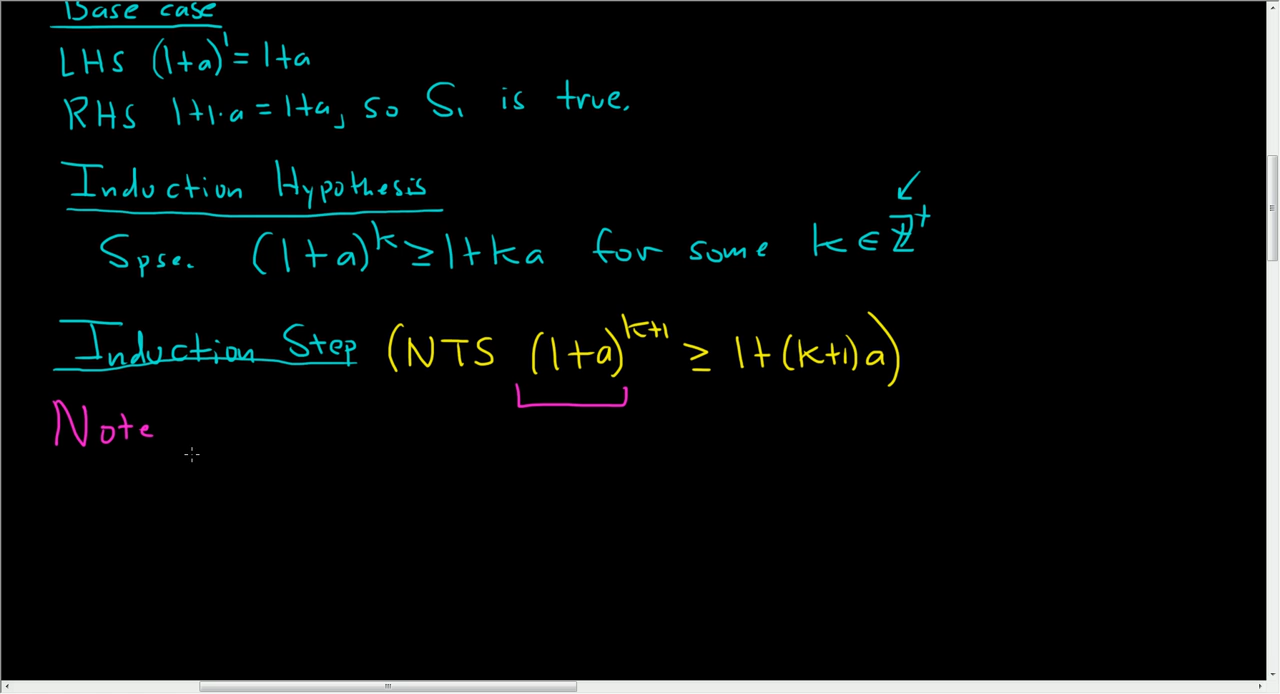 Base case
LHS (1+a)¹ = 1+a
RHS 1+1·a = 1+a, so S₁ is true.
Induction Hypothesis
Spse. (1+a)ᵏ ≥ 1+ka for some k ∈ ℤ⁺
Induction Step (NTS (1+a)ᵏ⁺¹ ≥ 1+(k+1)a)
Note